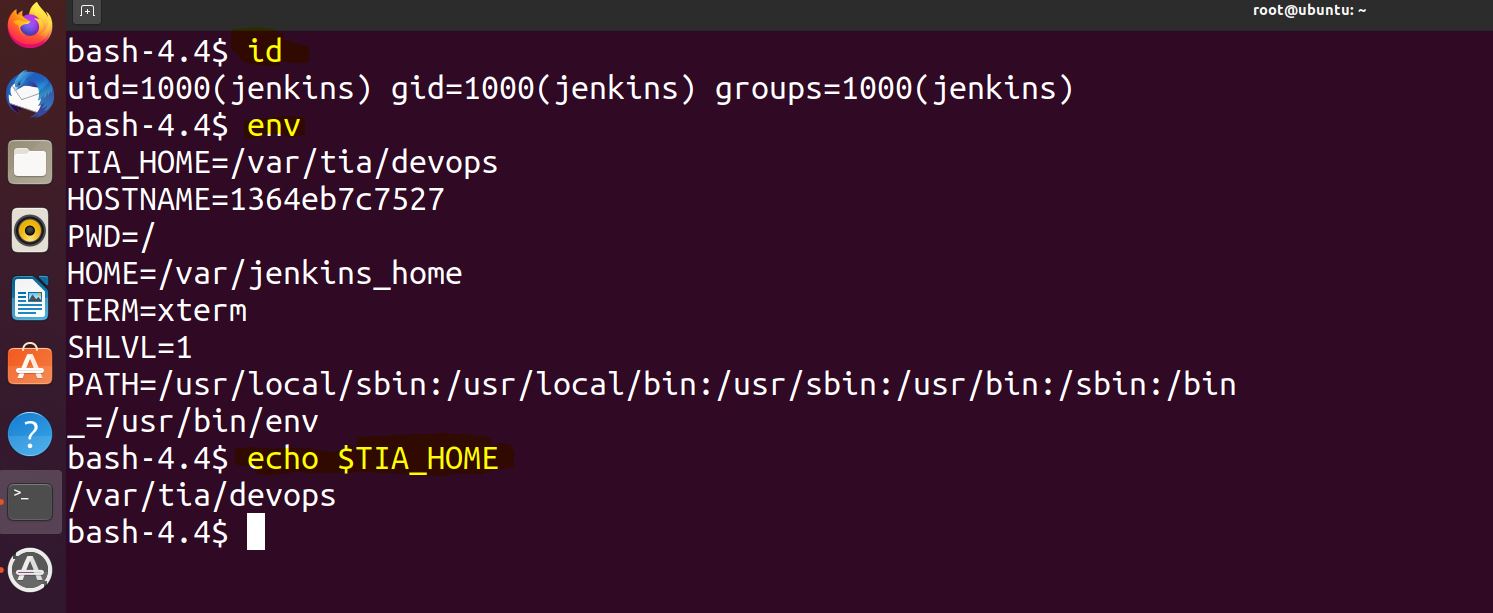 root@ubuntu: ~
bash-4.4$ id
uid=1000(jenkins) gid=1000(jenkins) groups=1000(jenkins)
bash-4.4$ env
TIA_HOME=/var/tia/devops
HOSTNAME=1364eb7c7527
PWD=/
HOME=/var/jenkins_home
TERM=xterm
SHLVL=1
PATH=/usr/local/sbin:/usr/local/bin:/usr/sbin:/usr/bin:/sbin:/bin
_=/usr/bin/env
bash-4.4$ echo $TIA_HOME
/var/tia/devops
bash-4.4$